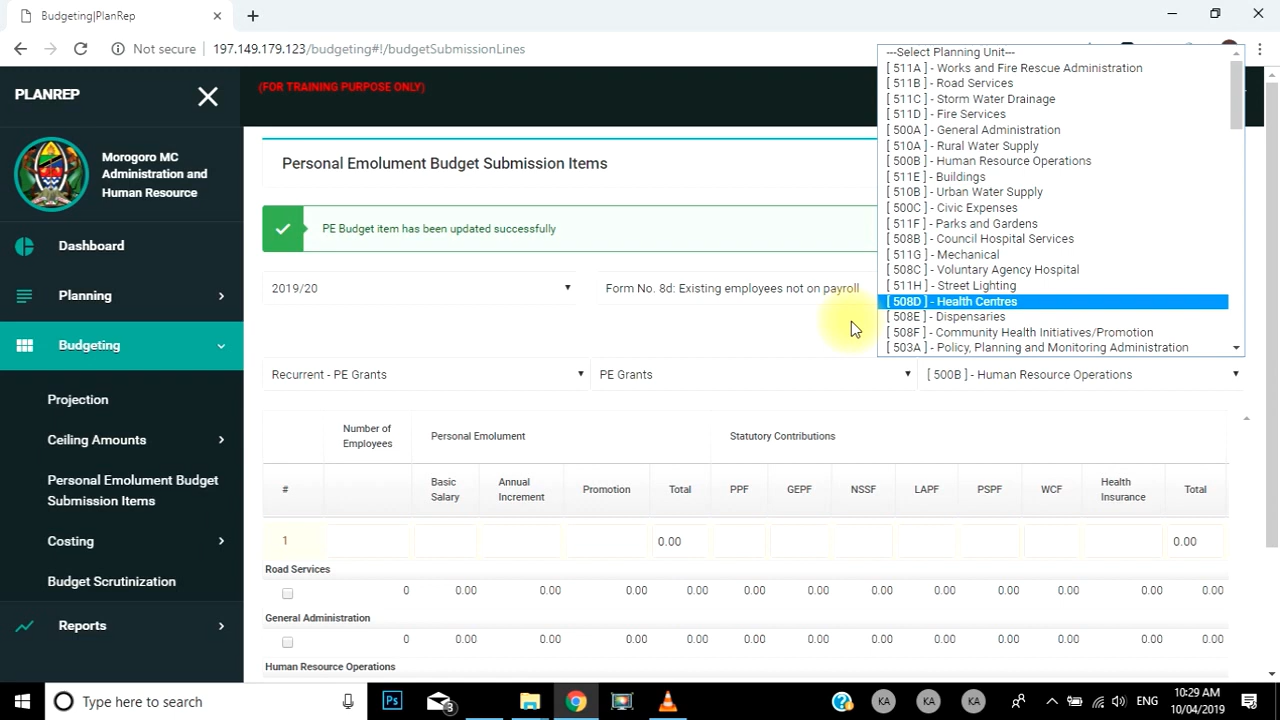 Budgeting|PlanRep
Not secure
197.149.179.123/budgeting#!/budgetSubmissionLines
PLANREP
(FOR TRAINING PURPOSE ONLY)
Morogoro MC
Administration and
Human Resource
Dashboard
Planning
Budgeting
Projection
Ceiling Amounts
Personal Emolument Budget
Submission Items
Costing
Budget Scrutinization
Reports
Personal Emolument Budget Submission Items
PE Budget item has been updated successfully
2019/20
Form No. 8d: Existing employees not on payroll
---Select Planning Unit---
[ 511A ] - Works and Fire Rescue Administration
[ 511B ] - Road Services
[ 511C ] - Storm Water Drainage
[ 511D ] - Fire Services
[ 500A ] - General Administration
[ 510A ] - Rural Water Supply
[ 500B ] - Human Resource Operations
[ 511E ] - Buildings
[ 510B ] - Urban Water Supply
[ 500C ] - Civic Expenses
[ 511F ] - Parks and Gardens
[ 508B ] - Council Hospital Services
[ 511G ] - Mechanical
[ 508C ] - Voluntary Agency Hospital
[ 511H ] - Street Lighting
[ 508D ] - Health Centres
[ 508E ] - Dispensaries
[ 508F ] - Community Health Initiatives/Promotion
[ 503A ] - Policy, Planning and Monitoring Administration
Recurrent - PE Grants
PE Grants
[ 500B ] - Human Resource Operations
Number of
Employees
Personal Emolument
Statutory Contributions
# Basic Salary Annual Increment Promotion Total PPF GEPF NSSF LAPF PSPF WCF Health Insurance Total
1 0.00 0.00
Road Services
0 0.00 0.00 0.00 0.00 0.00 0.00 0.00 0.00 0.00 0.00 0.00 0.00
General Administration
0 0.00 0.00 0.00 0.00 0.00 0.00 0.00 0.00 0.00 0.00 0.00 0.00
Human Resource Operations
Type here to search
Ps
3
KA
KA
KA
ENG
10:29 AM
10/04/2019